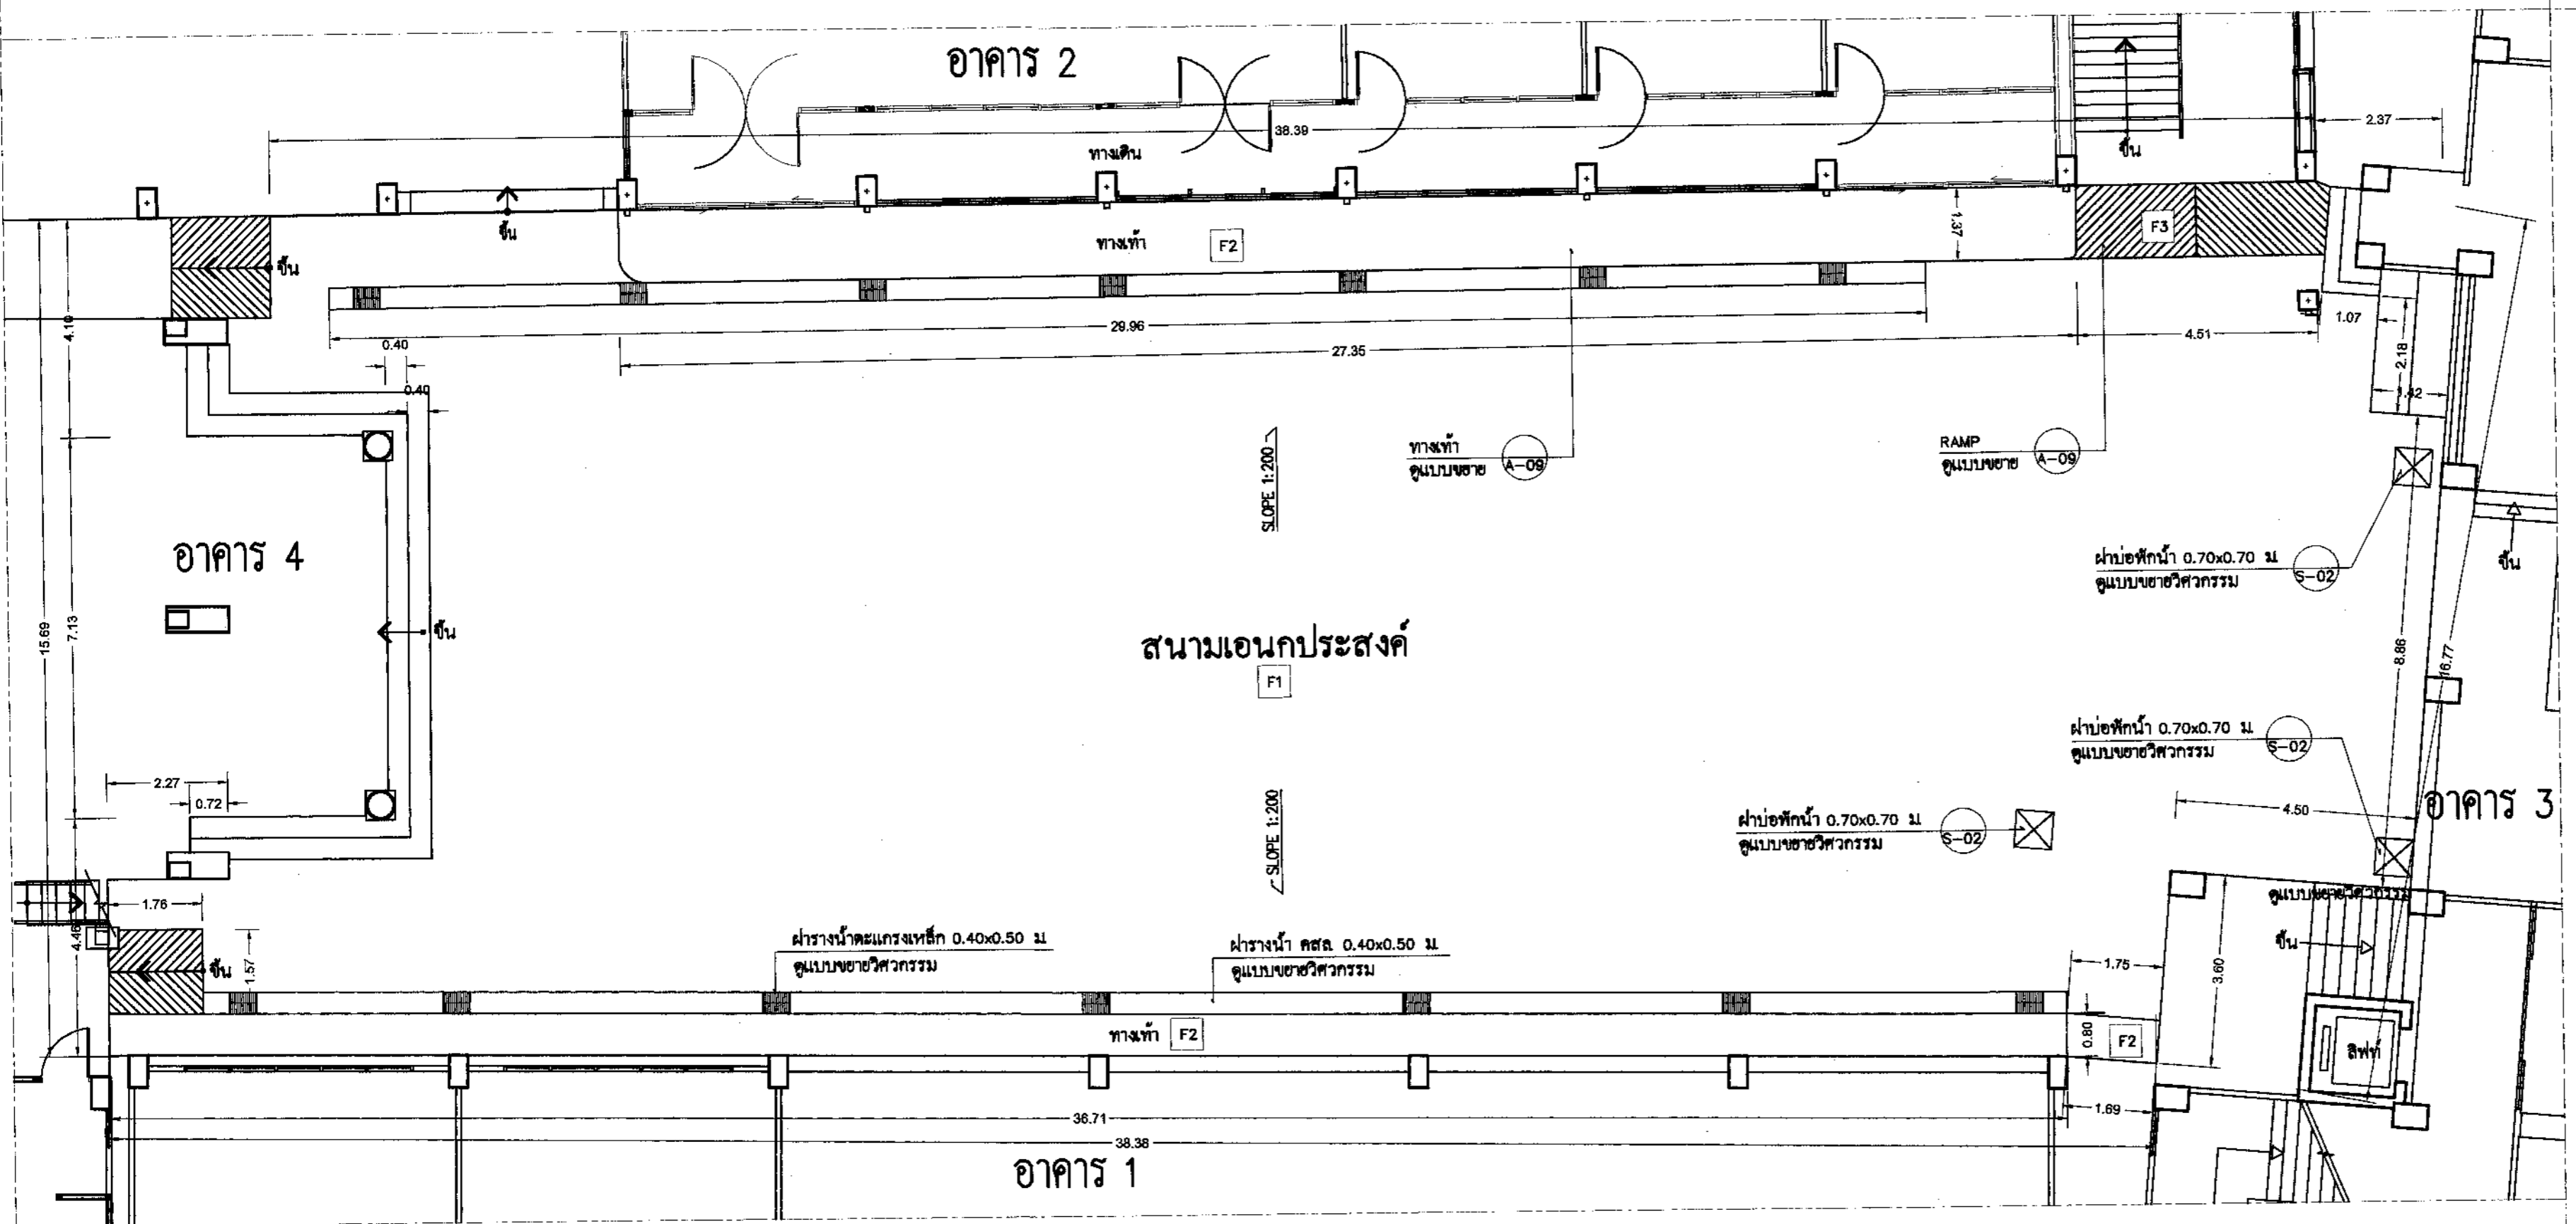 อาคาร 2
38.39
2.37
ทางเดิน
ขึ้น
ขึ้น
ทางเท้า
F2
1.37
F3
ขึ้น
4.10
29.96
27.35
4.51
1.07
2.18
1.42
0.40
0.40
SLOPE 1:200
ทางเท้า
ดูแบบขยาย
A-09
RAMP
ดูแบบขยาย
A-09
อาคาร 4
15.69
7.13
ขึ้น
ฝาบ่อพักน้ำ 0.70x0.70 ม.
ดูแบบขยายวิศวกรรม
S-02
ขึ้น
สนามเอนกประสงค์
F1
8.86
16.77
ฝาบ่อพักน้ำ 0.70x0.70 ม.
ดูแบบขยายวิศวกรรม
S-02
2.27
0.72
SLOPE 1:200
ฝาบ่อพักน้ำ 0.70x0.70 ม.
ดูแบบขยายวิศวกรรม
S-02
4.50
อาคาร 3
1.76
4.46
ขึ้น
1.57
ฝารางน้ำตะแกรงเหล็ก 0.40x0.50 ม.
ดูแบบขยายวิศวกรรม
ฝารางน้ำ คสล. 0.40x0.50 ม.
ดูแบบขยายวิศวกรรม
ดูแบบขยายวิศวกรรม
ขึ้น
1.75
3.60
ทางเท้า
F2
0.80
F2
ลิฟท์
36.71
1.69
38.38
อาคาร 1